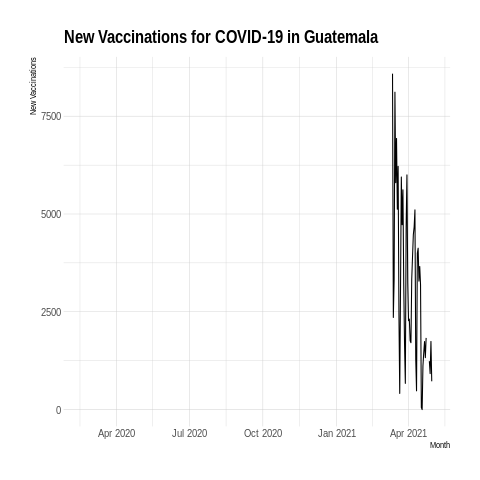 New Vaccinations for COVID-19 in Guatemala
New Vaccinations
7500
5000
2500
0
Apr 2020 Jul 2020 Oct 2020 Jan 2021 Apr 2021
Month